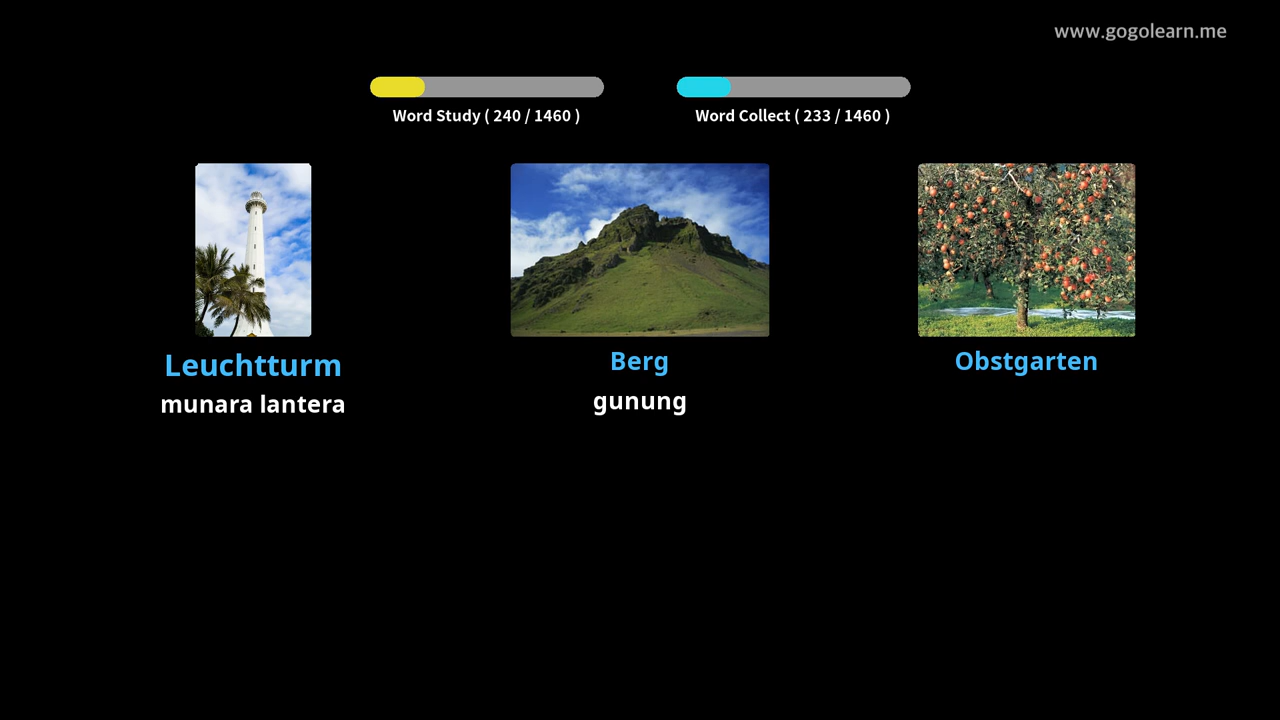 www.gogolearn.me
Word Study ( 240 / 1460 )
Word Collect ( 233 / 1460 )
Leuchtturm
munara lantera
Berg
gunung
Obstgarten